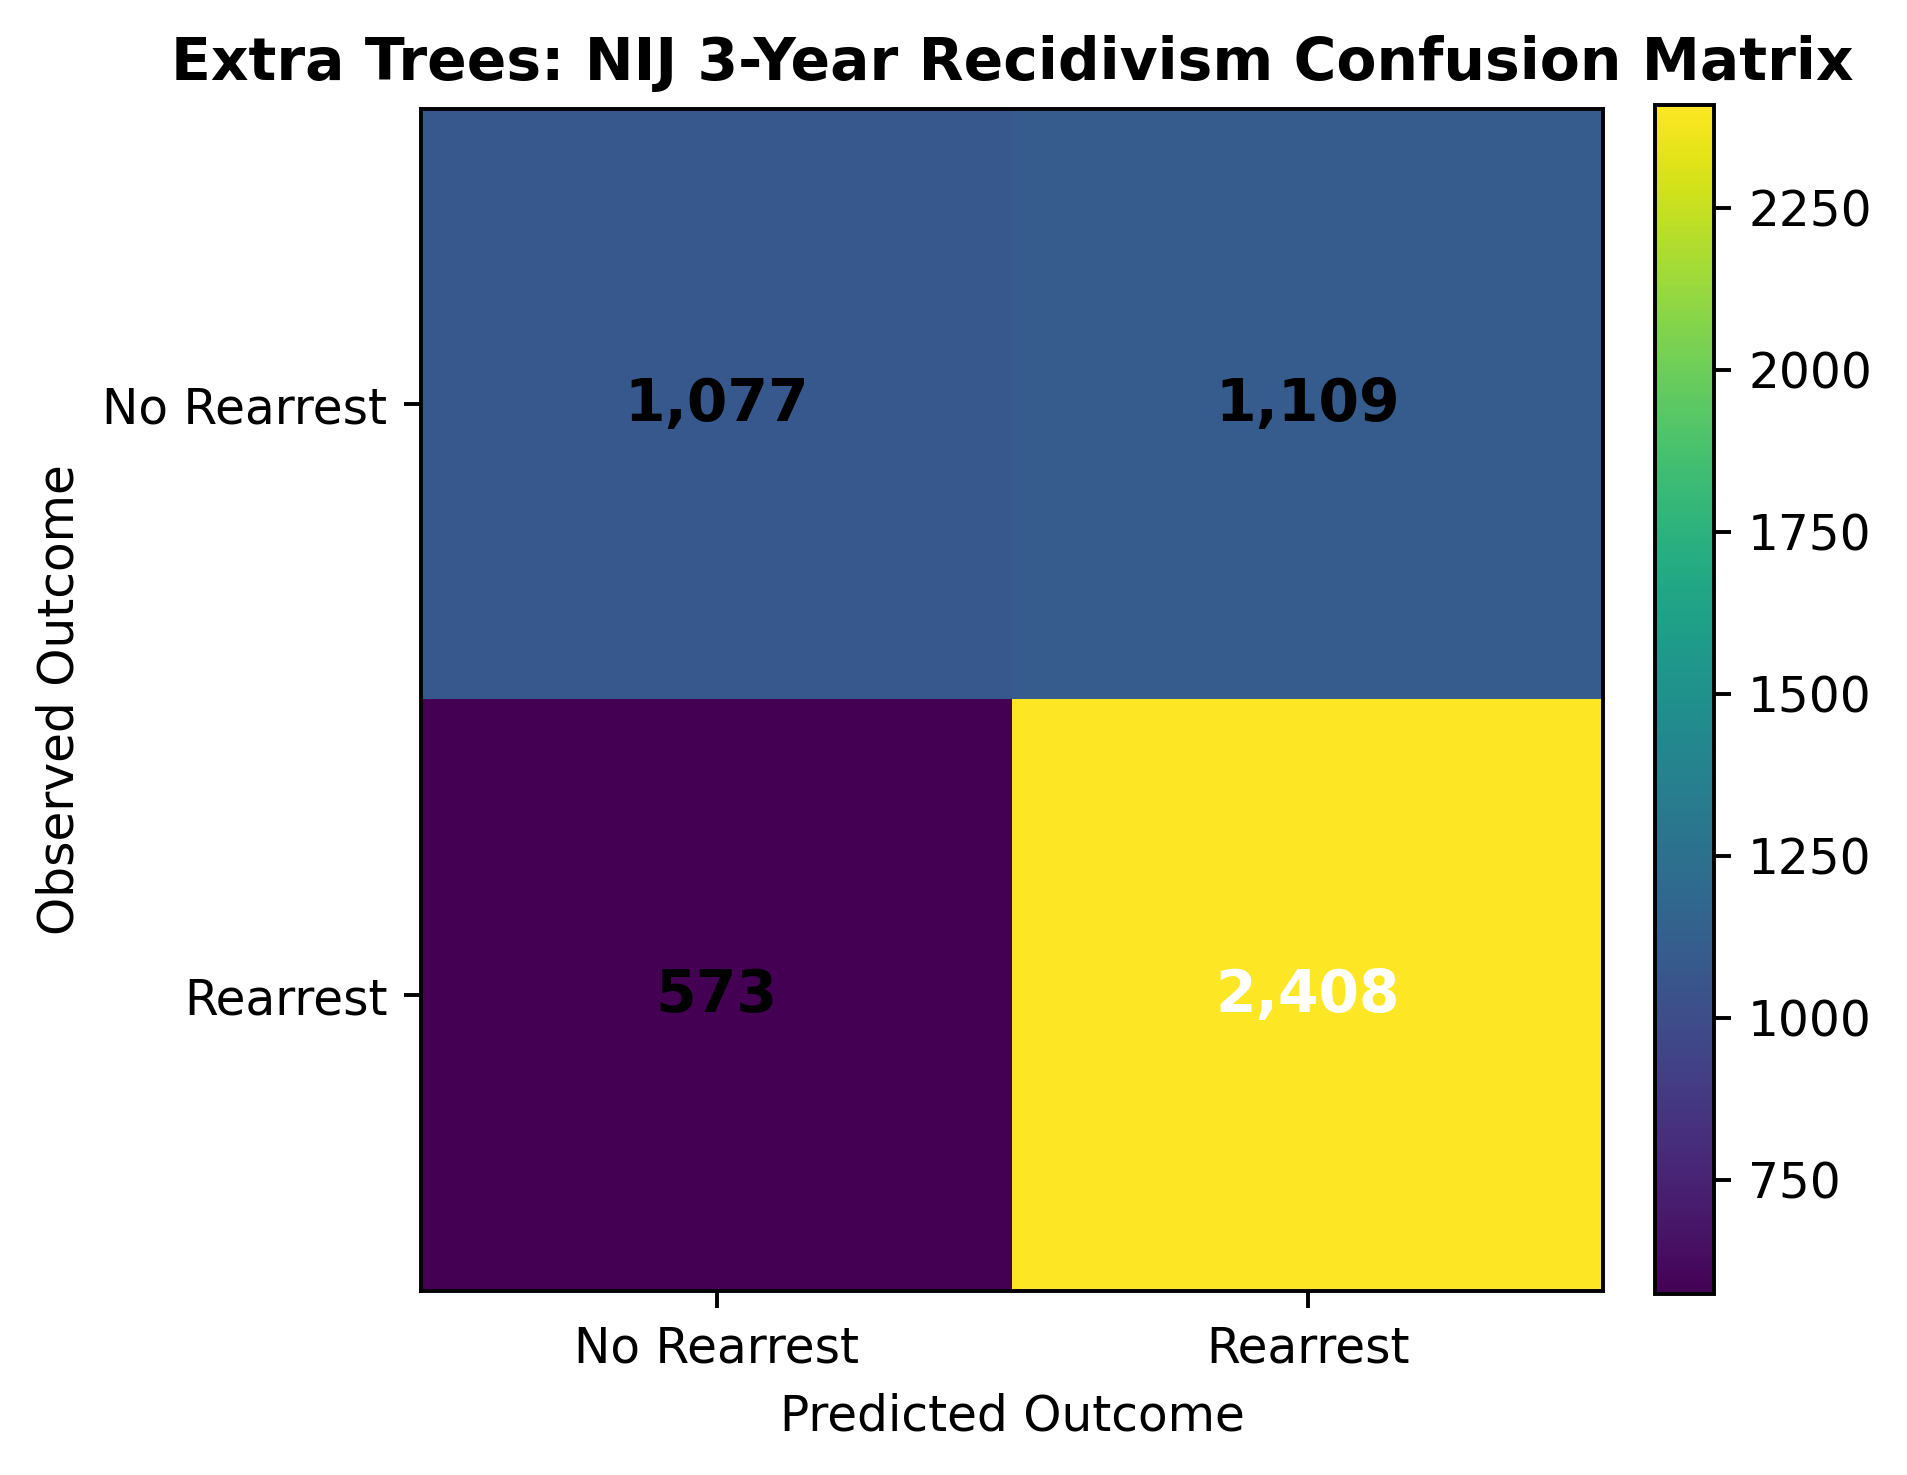 Extra Trees: NIJ 3-Year Recidivism Confusion Matrix
No Rearrest
Rearrest
Observed Outcome
1,077
1,109
573
2,408
No Rearrest
Rearrest
Predicted Outcome
2250
2000
1750
1500
1250
1000
750